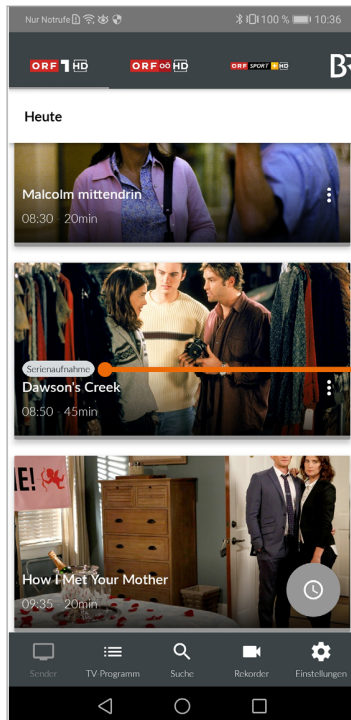 Nur Notrufe 100 % 10:36
ORF 1 HD ORF oö HD ORF SPORT + HD BR
Heute
Malcolm mittendrin
08:30 - 20min
Serienaufnahme
Dawson's Creek
08:50 - 45min
E!
How I Met Your Mother
09:35 - 20min
Sender TV Programm Suche Rekorder Einstellungen